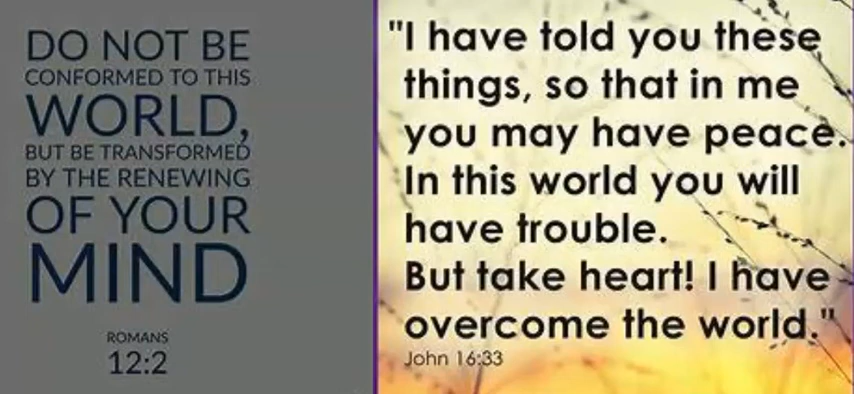 DO NOT BE
CONFORMED TO THIS
WORLD,
BUT BE TRANSFORMED
BY THE RENEWING
OF YOUR
MIND
ROMANS
12:2
"I have told you these
things, so that in me
you may have peace.
In this world you will
have trouble.
But take heart! I have
overcome the world."
John 16:33